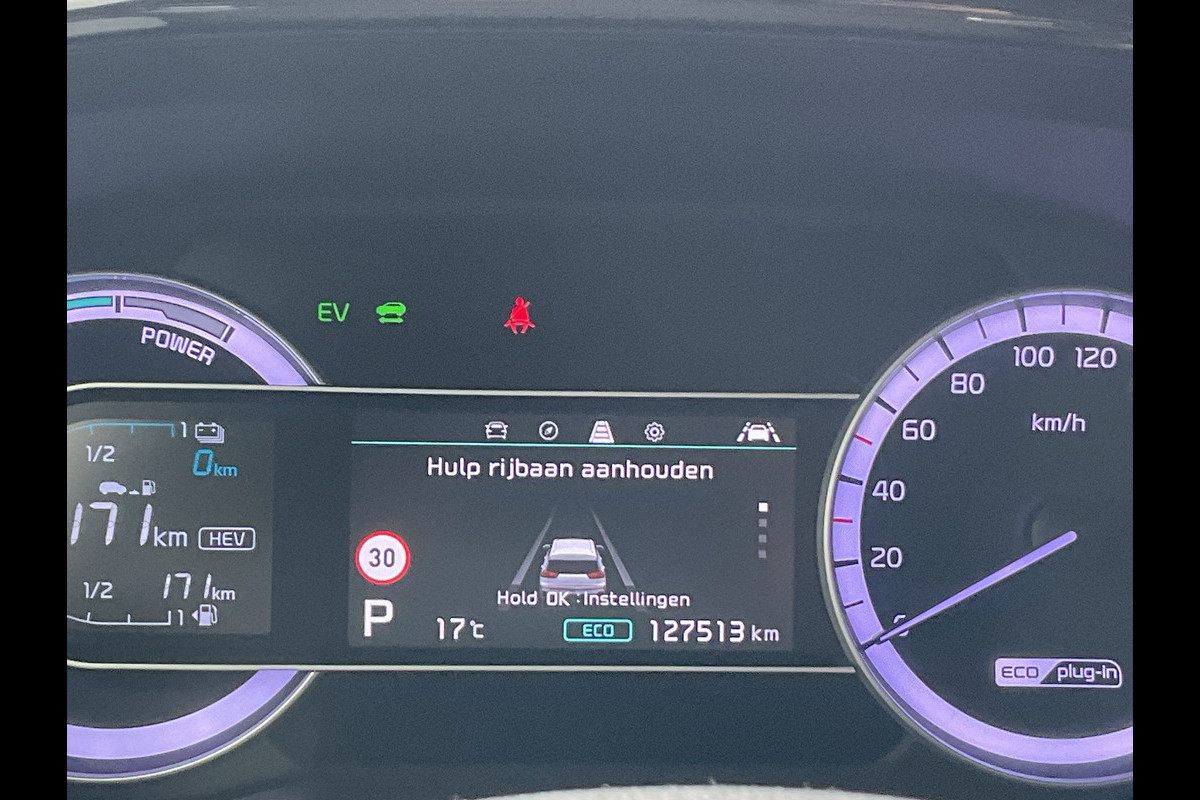 EV
POWER
1
1/2
0km
171km HEV
1/2 171km
1
Hulp rijbaan aanhouden
30
Hold OK :Instellingen
P 17℃ ECO 127513 km
0
20
40
60
80
100
120
km/h
ECO plug-in